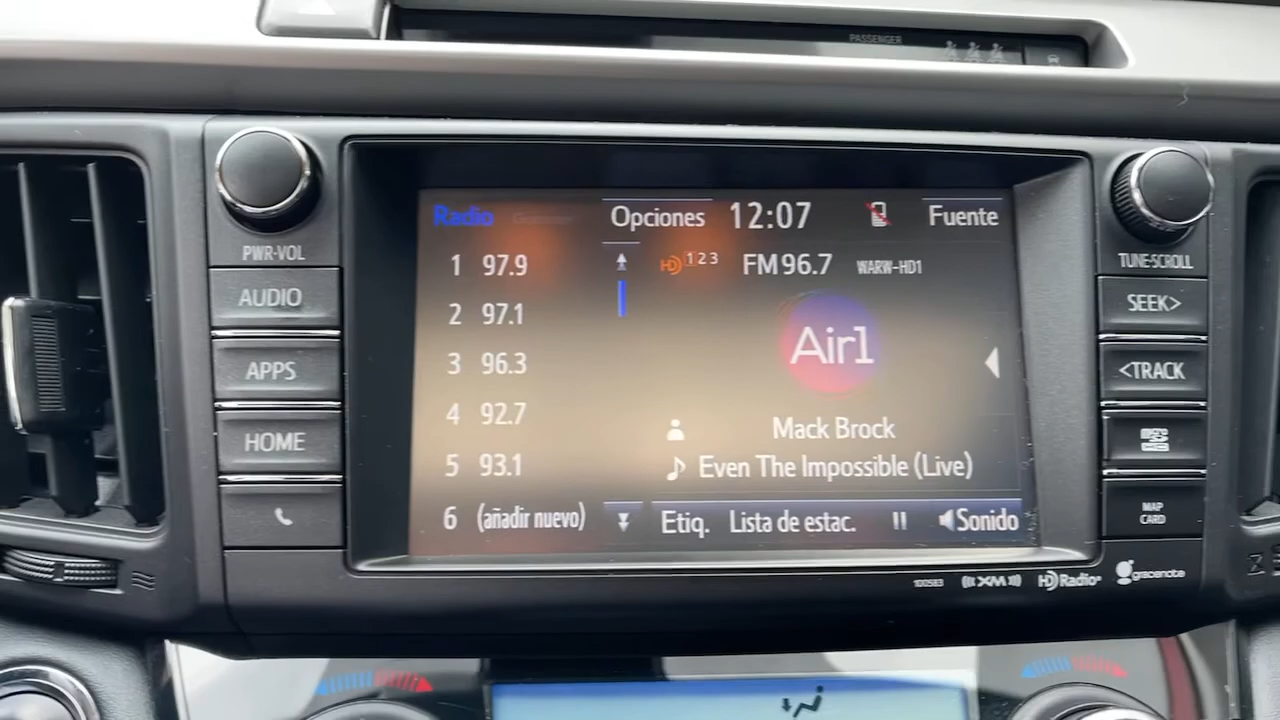 PASSENGER
PWR-VOL
AUDIO
APPS
HOME
Radio Opciones 12:07 Fuente
1 97.9
2 97.1
3 96.3
4 92.7
5 93.1
6 (añadir nuevo)
HD 1 2 3 FM 96.7 WARW-HD1
Air1
Mack Brock
Even The Impossible (Live)
Etiq. Lista de estac. Sonido
TUNE·SCROLL
SEEK>
<TRACK
MAP
CARD
100583 XM HD Radio gracenote